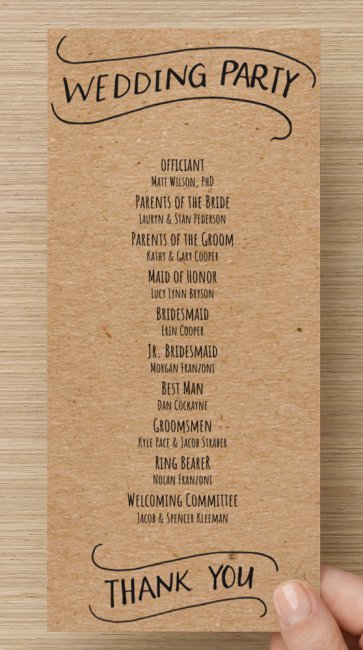 WEDDING PARTY
OFFICIANT
MATT WILSON, PHD
PARENTS OF THE BRIDE
LAURYN & STAN PEDERSON
PARENTS OF THE GROOM
KATHY & GARY COOPER
MAID OF HONOR
LUCY LYNN BRYSON
BRIDESMAID
ERIN COOPER
JR. BRIDESMAID
MORGAN FRANZONI
BEST MAN
DAN COCKAYNE
GROOMSMEN
KYLE PACE & JACOB STRABER
RING BEARER
NOLAN FRANZONI
WELCOMING COMMITTEE
JACOB & SPENCER KLEEMAN
THANK YOU